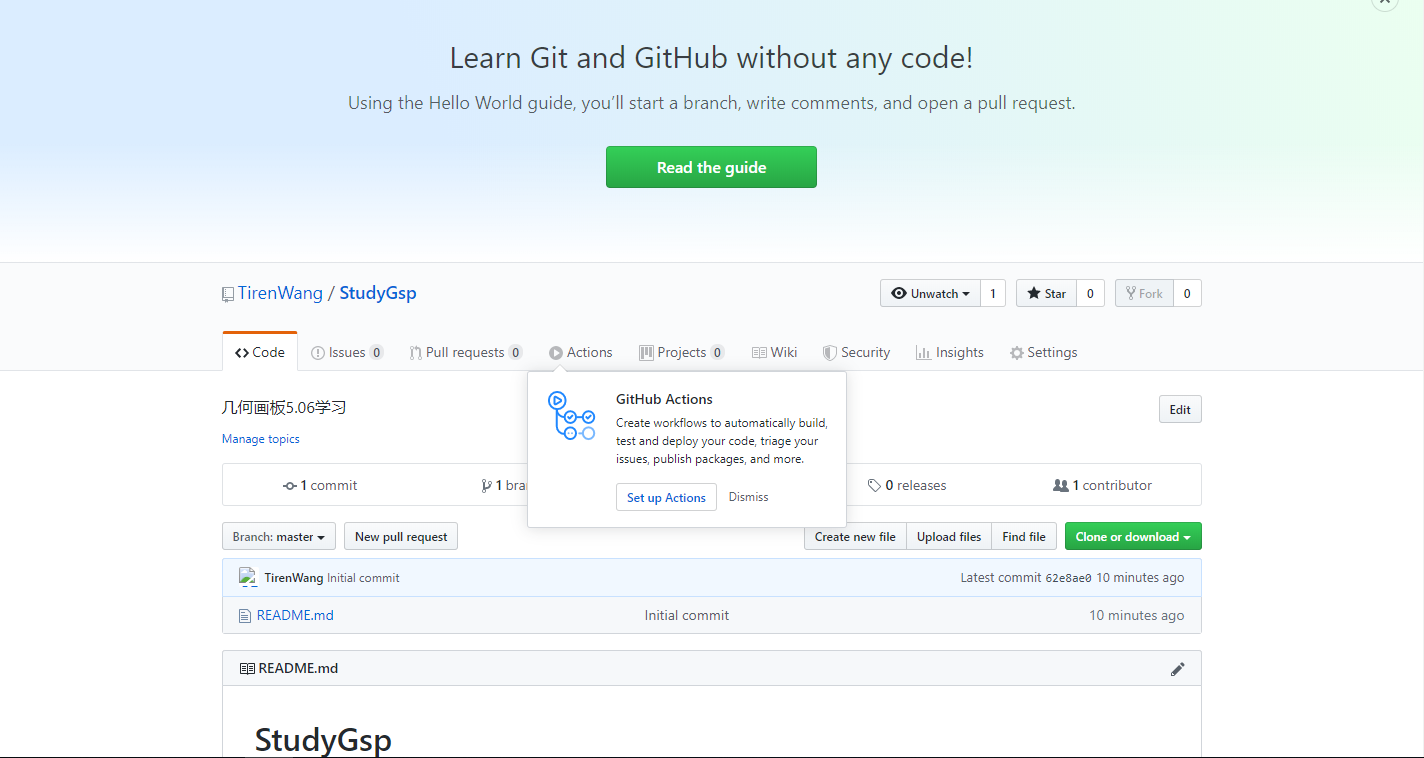 Learn Git and GitHub without any code!
Using the Hello World guide, you’ll start a branch, write comments, and open a pull request.
Read the guide
TirenWang / StudyGsp
Unwatch 1 Star 0 Fork 0
Code Issues 0 Pull requests 0 Actions Projects 0 Wiki Security Insights Settings
几何画板5.06学习
Edit
Manage topics
GitHub Actions
Create workflows to automatically build,
test and deploy your code, triage your
issues, publish packages, and more.
Set up Actions Dismiss
1 commit 1 bra 0 releases 1 contributor
Branch: master New pull request Create new file Upload files Find file Clone or download
TirenWang Initial commit Latest commit 62e8ae0 10 minutes ago
README.md Initial commit 10 minutes ago
README.md
StudyGsp